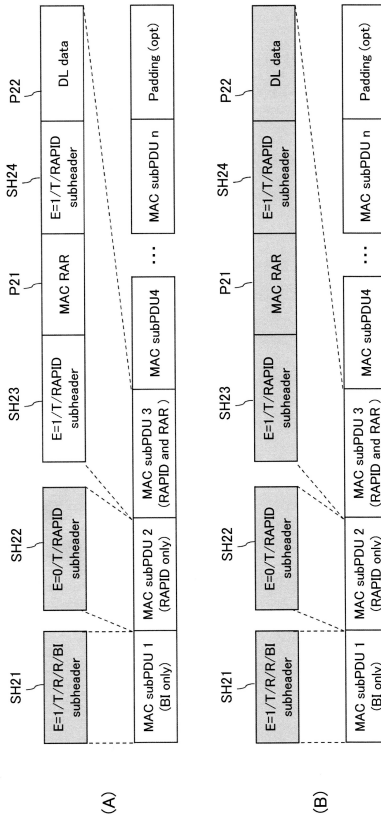 (A)
SH21
SH22
SH23
P21
SH24
P22
E=1/T/R/R/BI
subheader
E=0/T/RAPID
subheader
E=1/T/RAPID
subheader
MAC RAR
E=1/T/RAPID
subheader
DL data
MAC subPDU 1
(BI only)
MAC subPDU 2
(RAPID only)
MAC subPDU 3
(RAPID and RAR )
MAC subPDU4
...
MAC subPDU n
Padding (opt)
(B)
SH21
SH22
SH23
P21
SH24
P22
E=1/T/R/R/BI
subheader
E=0/T/RAPID
subheader
E=1/T/RAPID
subheader
MAC RAR
E=1/T/RAPID
subheader
DL data
MAC subPDU 1
(BI only)
MAC subPDU 2
(RAPID only)
MAC subPDU 3
(RAPID and RAR )
MAC subPDU4
...
MAC subPDU n
Padding (opt)